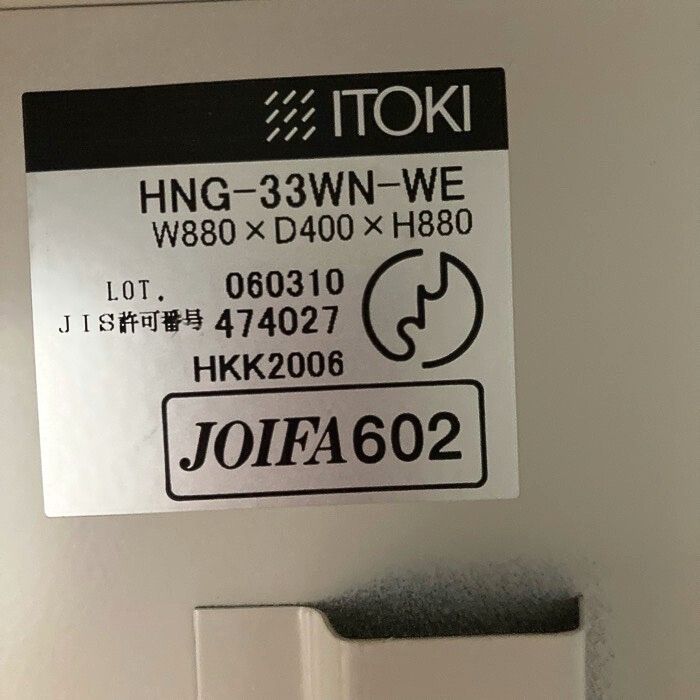 ITOKI
HNG-33WN-WE
W880×D400×H880
LOT. 060310
JIS許可番号 474027
HKK2006
JOIFA602